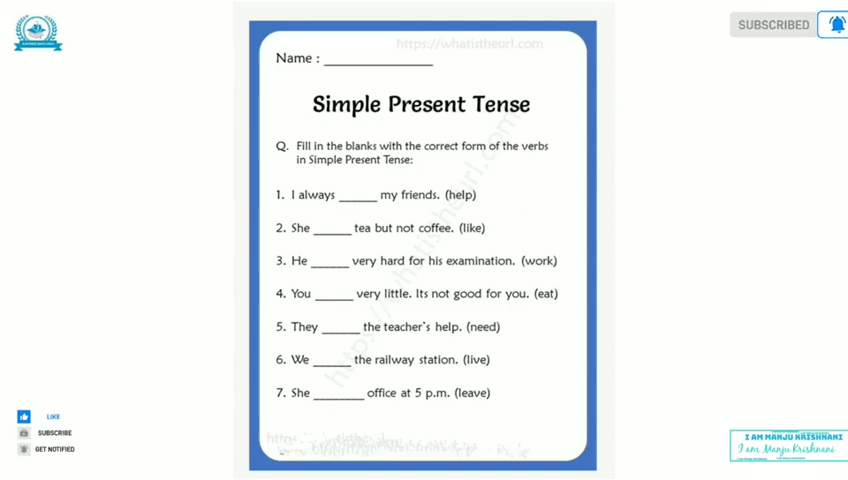 SUBSCRIBED
https://whatistheurl.com
Name : ____________
Simple Present Tense
Q. Fill in the blanks with the correct form of the verbs
in Simple Present Tense:
https://whatistheurl.com
1. I always ______ my friends. (help)
2. She ______ tea but not coffee. (like)
3. He ______ very hard for his examination. (work)
4. You ______ very little. Its not good for you. (eat)
5. They ______ the teacher's help. (need)
6. We ______ the railway station. (live)
7. She ________ office at 5 p.m. (leave)
LIKE
SUBSCRIBE
GET NOTIFIED
I AM MANJU KRISHNANI
I am Manju Krishnani